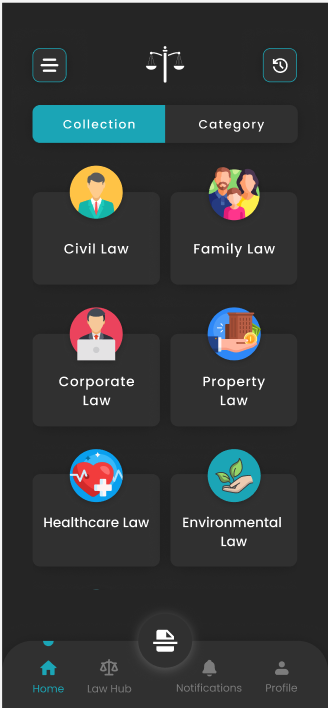 Collection
Category
Civil Law
Family Law
Corporate
Law
Property
Law
Healthcare Law
Environmental
Law
Home
Law Hub
Notifications
Profile